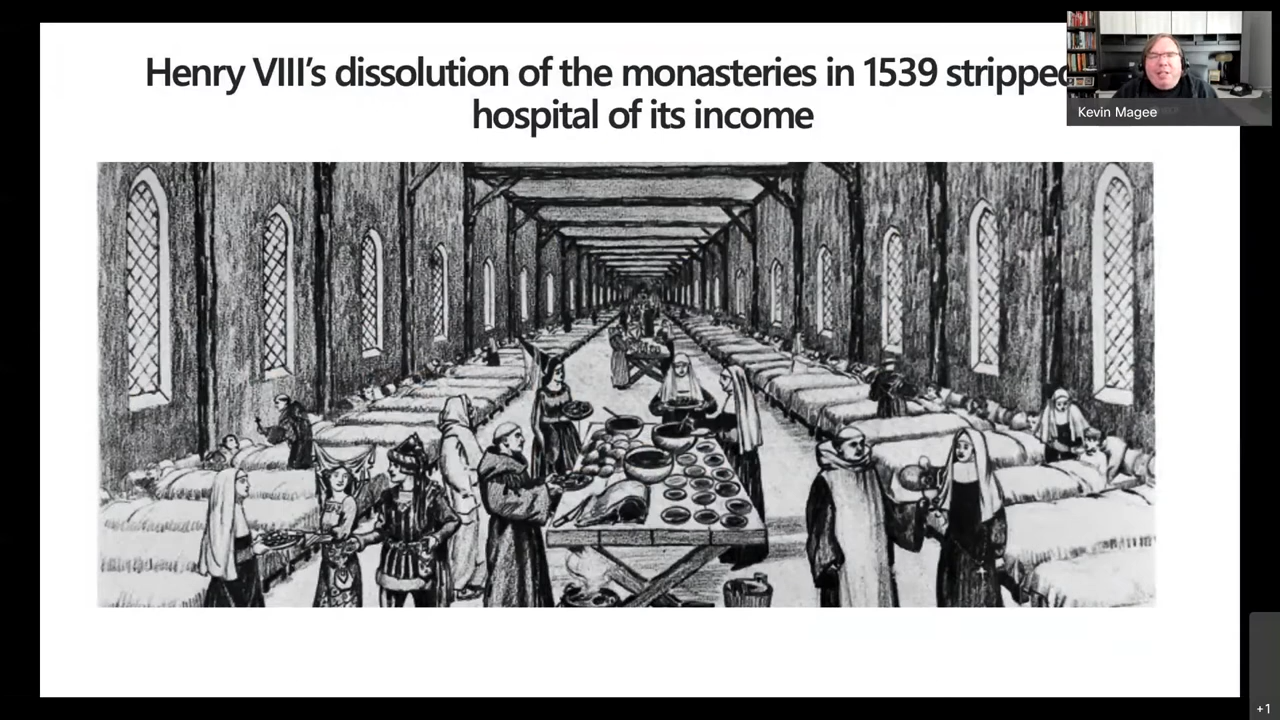 Henry VIII's dissolution of the monasteries in 1539 stripped
hospital of its income
Kevin Magee
+1